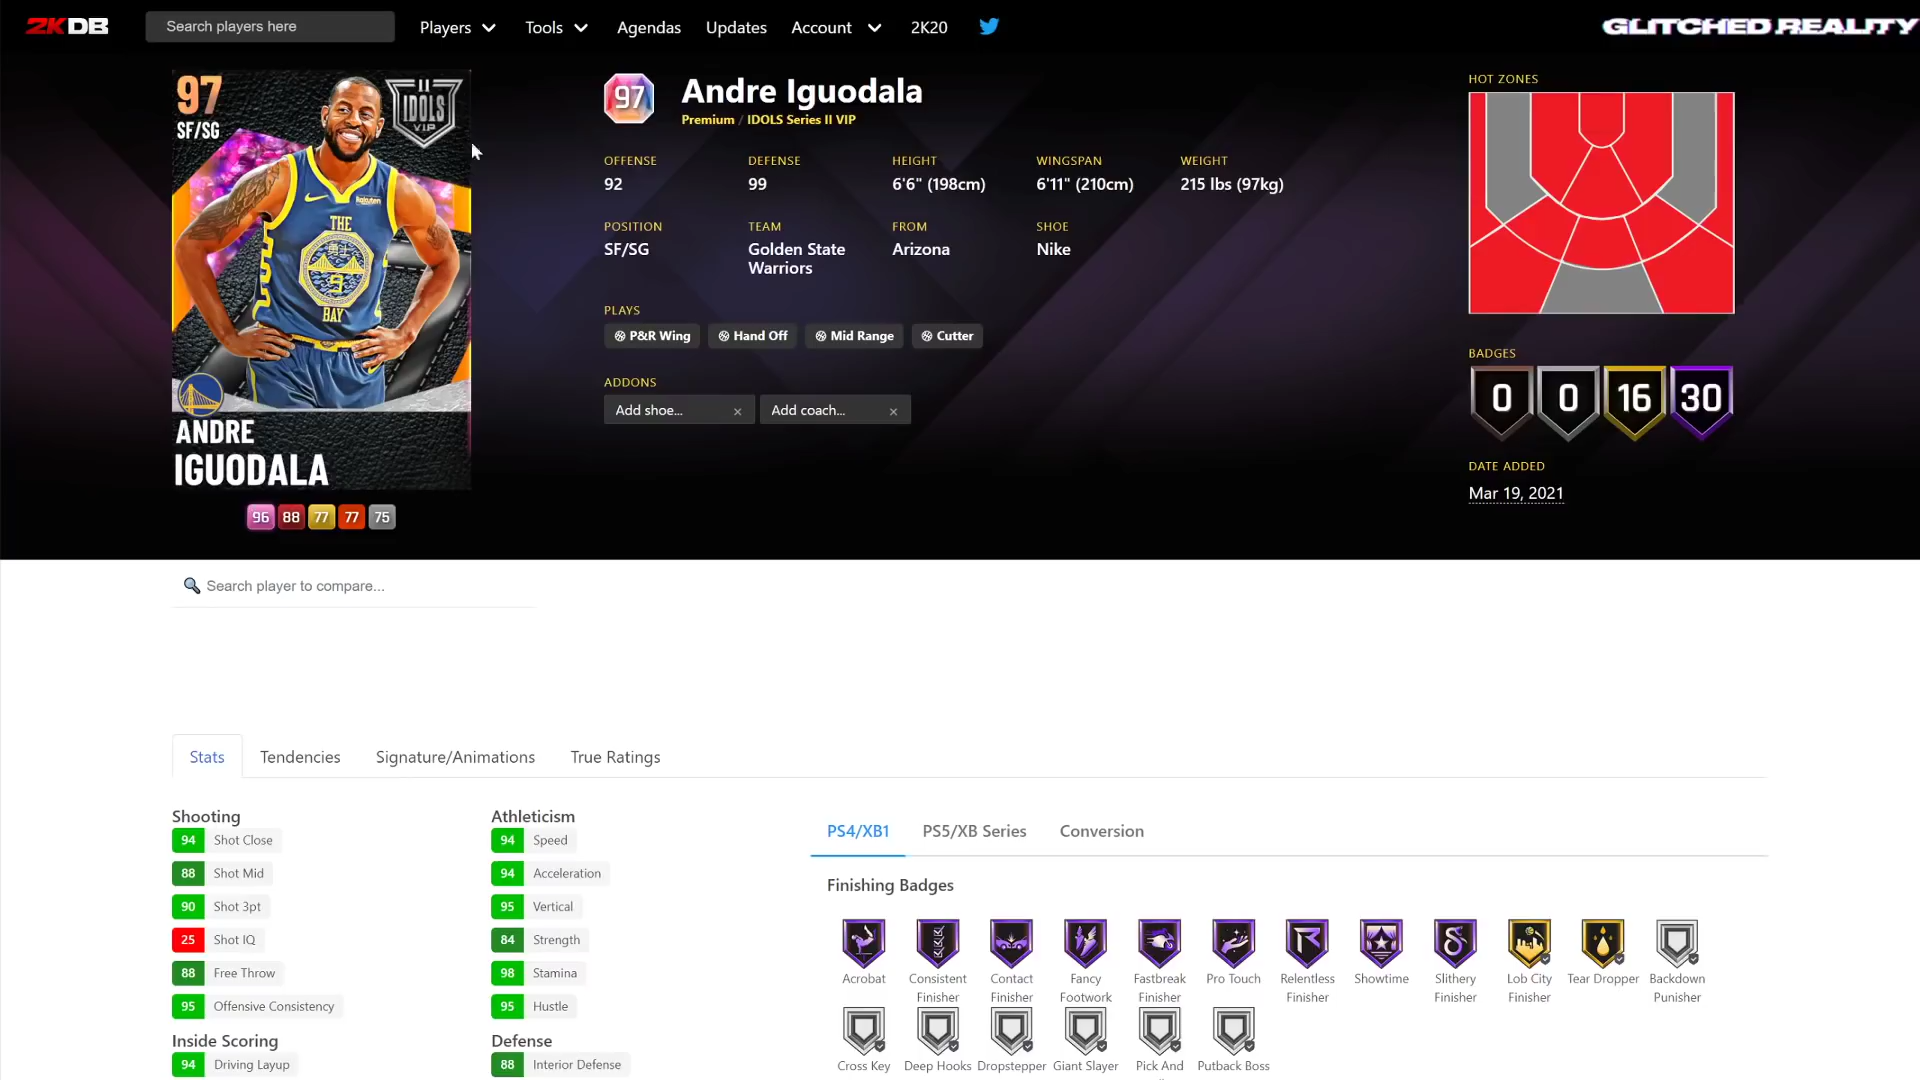 2KDB
Search players here
Players
Tools
Agendas
Updates
Account
2K20
GLITCHED REALITY
97
SF/SG
II
IDOLS
VIP
Rakuten
THE
BAY
ANDRE
IGUODALA
96 88 77 77 75
97
Andre Iguodala
Premium / IDOLS Series II VIP
OFFENSE
92
DEFENSE
99
HEIGHT
6'6" (198cm)
WINGSPAN
6'11" (210cm)
WEIGHT
215 lbs (97kg)
POSITION
SF/SG
TEAM
Golden State
Warriors
FROM
Arizona
SHOE
Nike
PLAYS
P&R Wing
Hand Off
Mid Range
Cutter
ADDONS
Add shoe... ×
Add coach... ×
HOT ZONES
BADGES
0 0 16 30
DATE ADDED
Mar 19, 2021
Search player to compare...
Stats
Tendencies
Signature/Animations
True Ratings
Shooting
94 Shot Close
88 Shot Mid
90 Shot 3pt
25 Shot IQ
88 Free Throw
95 Offensive Consistency
Inside Scoring
94 Driving Layup
Athleticism
94 Speed
94 Acceleration
95 Vertical
84 Strength
98 Stamina
95 Hustle
Defense
88 Interior Defense
PS4/XB1
PS5/XB Series
Conversion
Finishing Badges
Acrobat
Consistent
Finisher
Contact
Finisher
Fancy
Footwork
Fastbreak
Finisher
Pro Touch
Relentless
Finisher
Showtime
Slithery
Finisher
Lob City
Finisher
Tear Dropper
Backdown
Punisher
Cross Key
Deep Hooks
Dropstepper
Giant Slayer
Pick And
Putback Boss